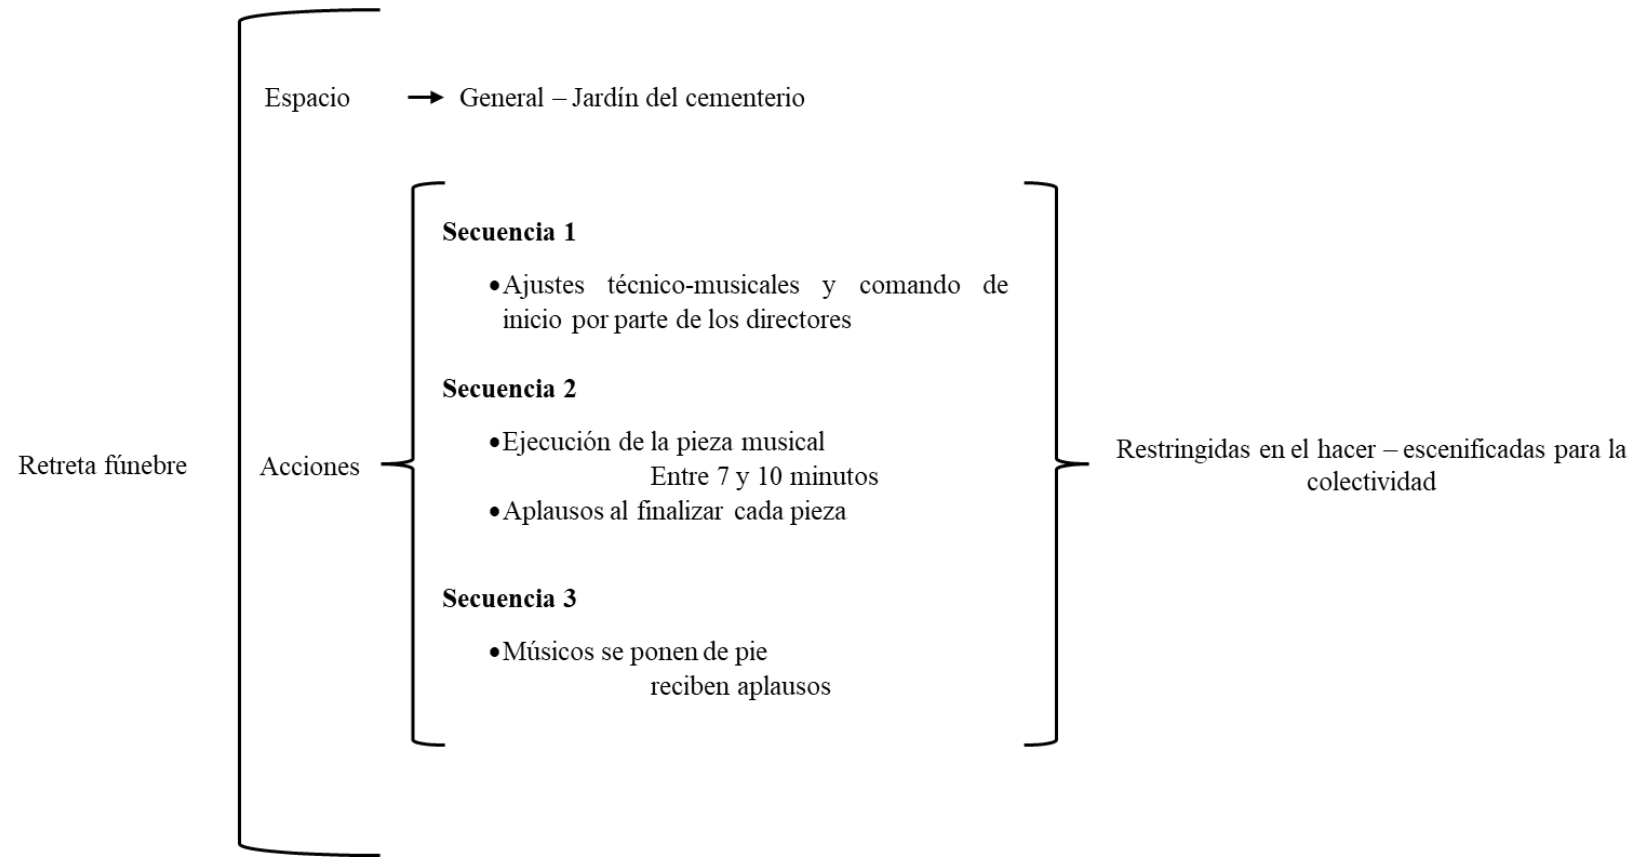 Espacio → General – Jardín del cementerio
Secuencia 1
•Ajustes técnico-musicales y comando de
inicio por parte de los directores
Secuencia 2
•Ejecución de la pieza musical
Entre 7 y 10 minutos
•Aplausos al finalizar cada pieza
Retreta fúnebre
Acciones
Restringidas en el hacer – escenificadas para la
colectividad
Secuencia 3
•Músicos se ponen de pie
reciben aplausos